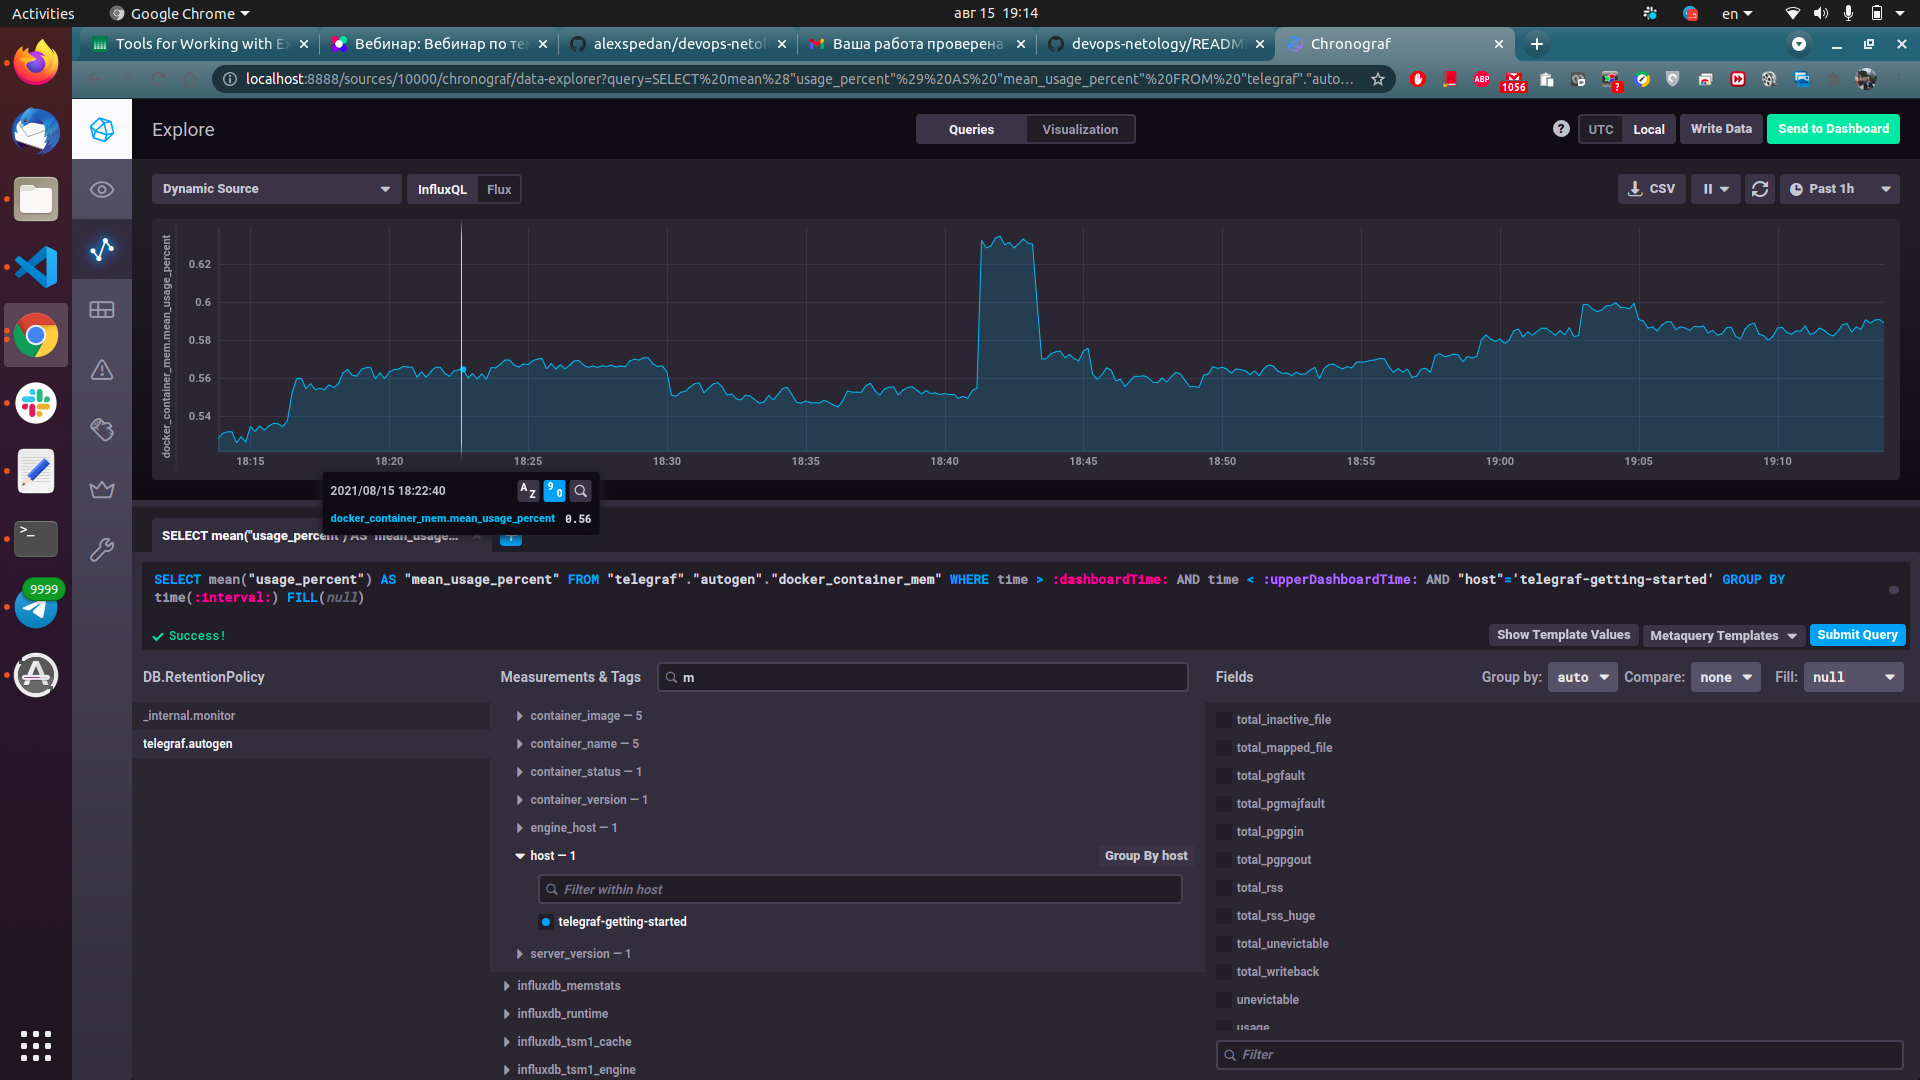 Activities
Google Chrome
авг 15 19:14
en
Tools for Working with Ex
Вебинар: Вебинар по те
alexspedan/devops-netol
Ваша работа проверена
devops-netology/READM
Chronograf
localhost:8888/sources/10000/chronograf/data-explorer?query=SELECT%20mean%28"usage_percent"%29%20AS%20"mean_usage_percent"%20FROM%20"telegraf"."auto...
ABP
1056
?
Explore
Queries
Visualization
?
UTC
Local
Write Data
Send to Dashboard
Dynamic Source
InfluxQL
Flux
CSV
Past 1h
docker_container_mem.mean_usage_percent
0.62
0.6
0.58
0.56
0.54
18:15
18:20
18:25
18:30
18:35
18:40
18:45
18:50
18:55
19:00
19:05
19:10
2021/08/15 18:22:40
A Z
9 0
docker_container_mem.mean_usage_percent 0.56
SELECT mean("usage_percent") AS "mean_usage...
9999
SELECT mean("usage_percent") AS "mean_usage_percent" FROM "telegraf"."autogen"."docker_container_mem" WHERE time > :dashboardTime: AND time < :upperDashboardTime: AND "host"='telegraf-getting-started' GROUP BY
time(:interval:) FILL(null)
Success!
Show Template Values
Metaquery Templates
Submit Query
DB.RetentionPolicy
_internal.monitor
telegraf.autogen
Measurements & Tags
m
container_image — 5
container_name — 5
container_status — 1
container_version — 1
engine_host — 1
host — 1
Group By host
Filter within host
telegraf-getting-started
server_version — 1
influxdb_memstats
influxdb_runtime
influxdb_tsm1_cache
influxdb_tsm1_engine
Fields
Group by: auto
Compare: none
Fill: null
total_inactive_file
total_mapped_file
total_pgfault
total_pgmajfault
total_pgpgin
total_pgpgout
total_rss
total_rss_huge
total_unevictable
total_writeback
unevictable
usage
Filter